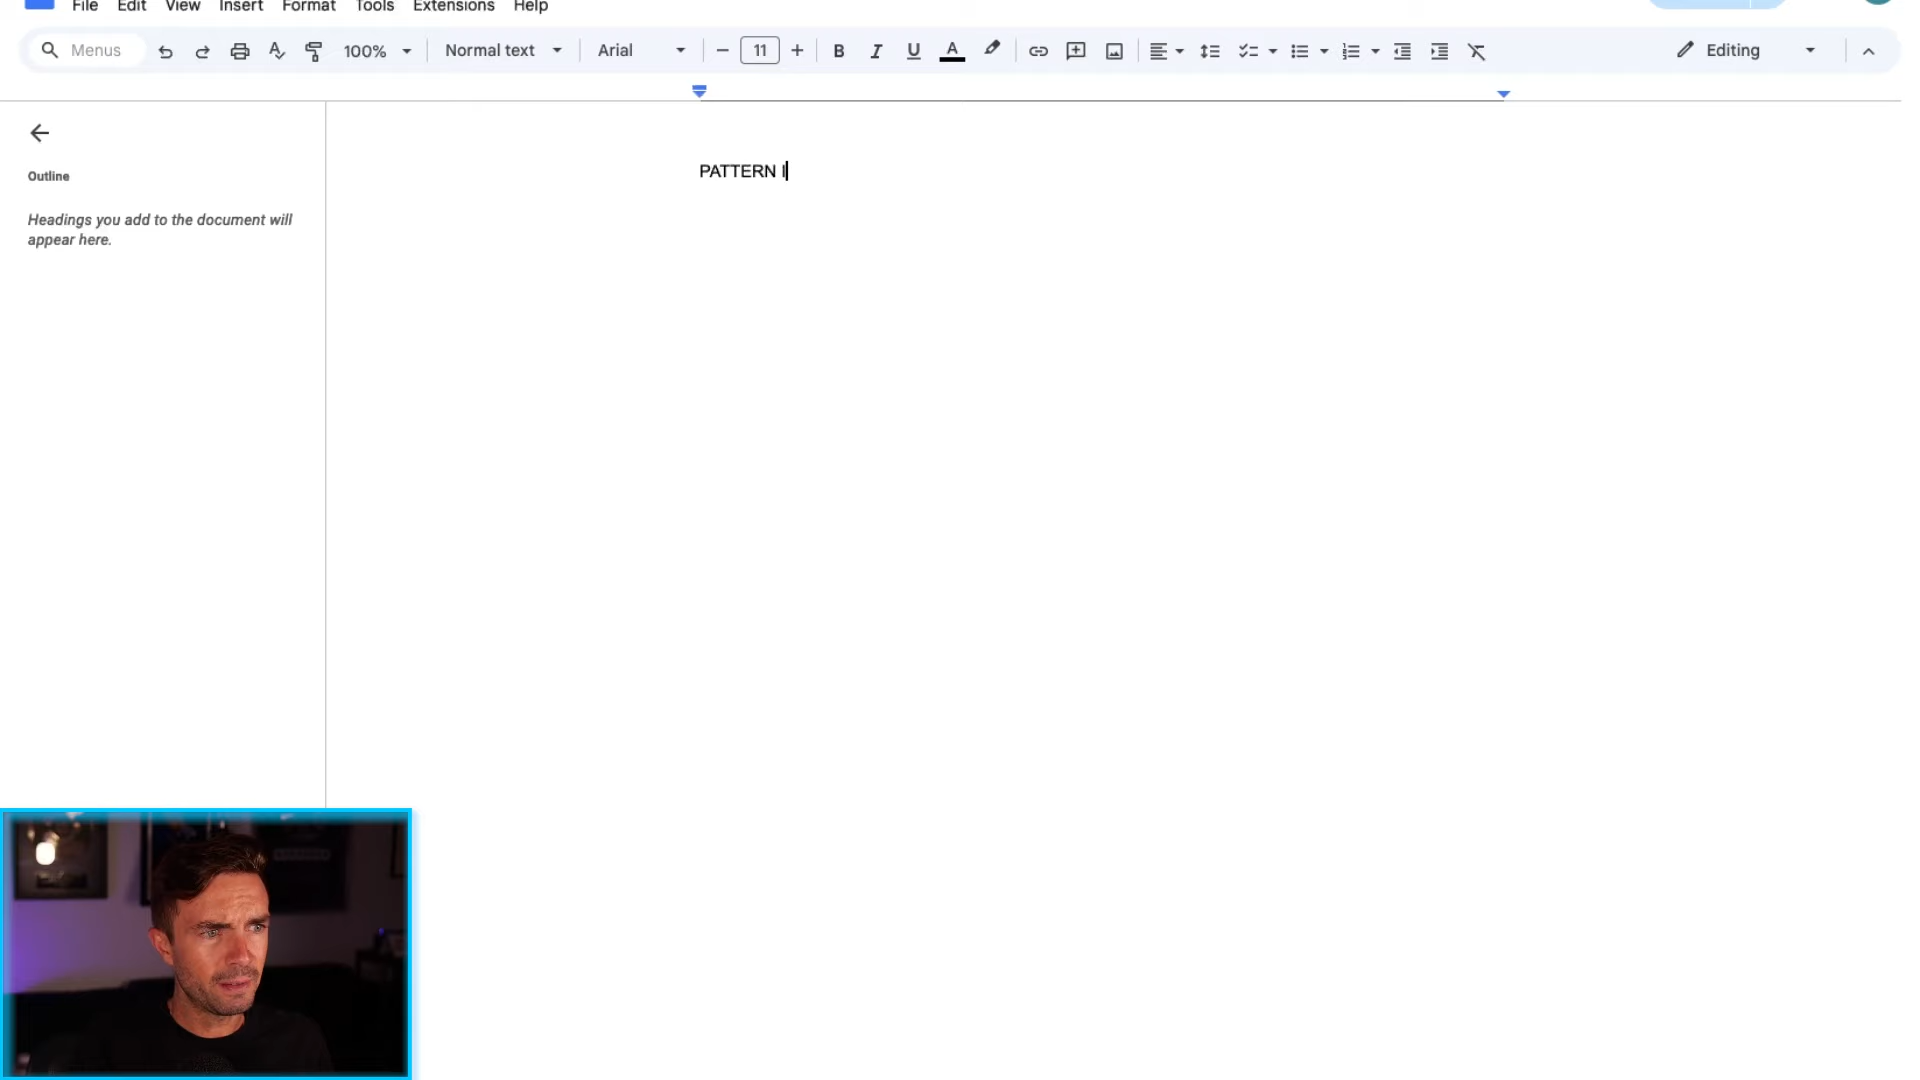 File Edit View Insert Format Tools Extensions Help
Menus 100% Normal text Arial 11 B I U A Editing
Outline
Headings you add to the document will
appear here.
PATTERN I